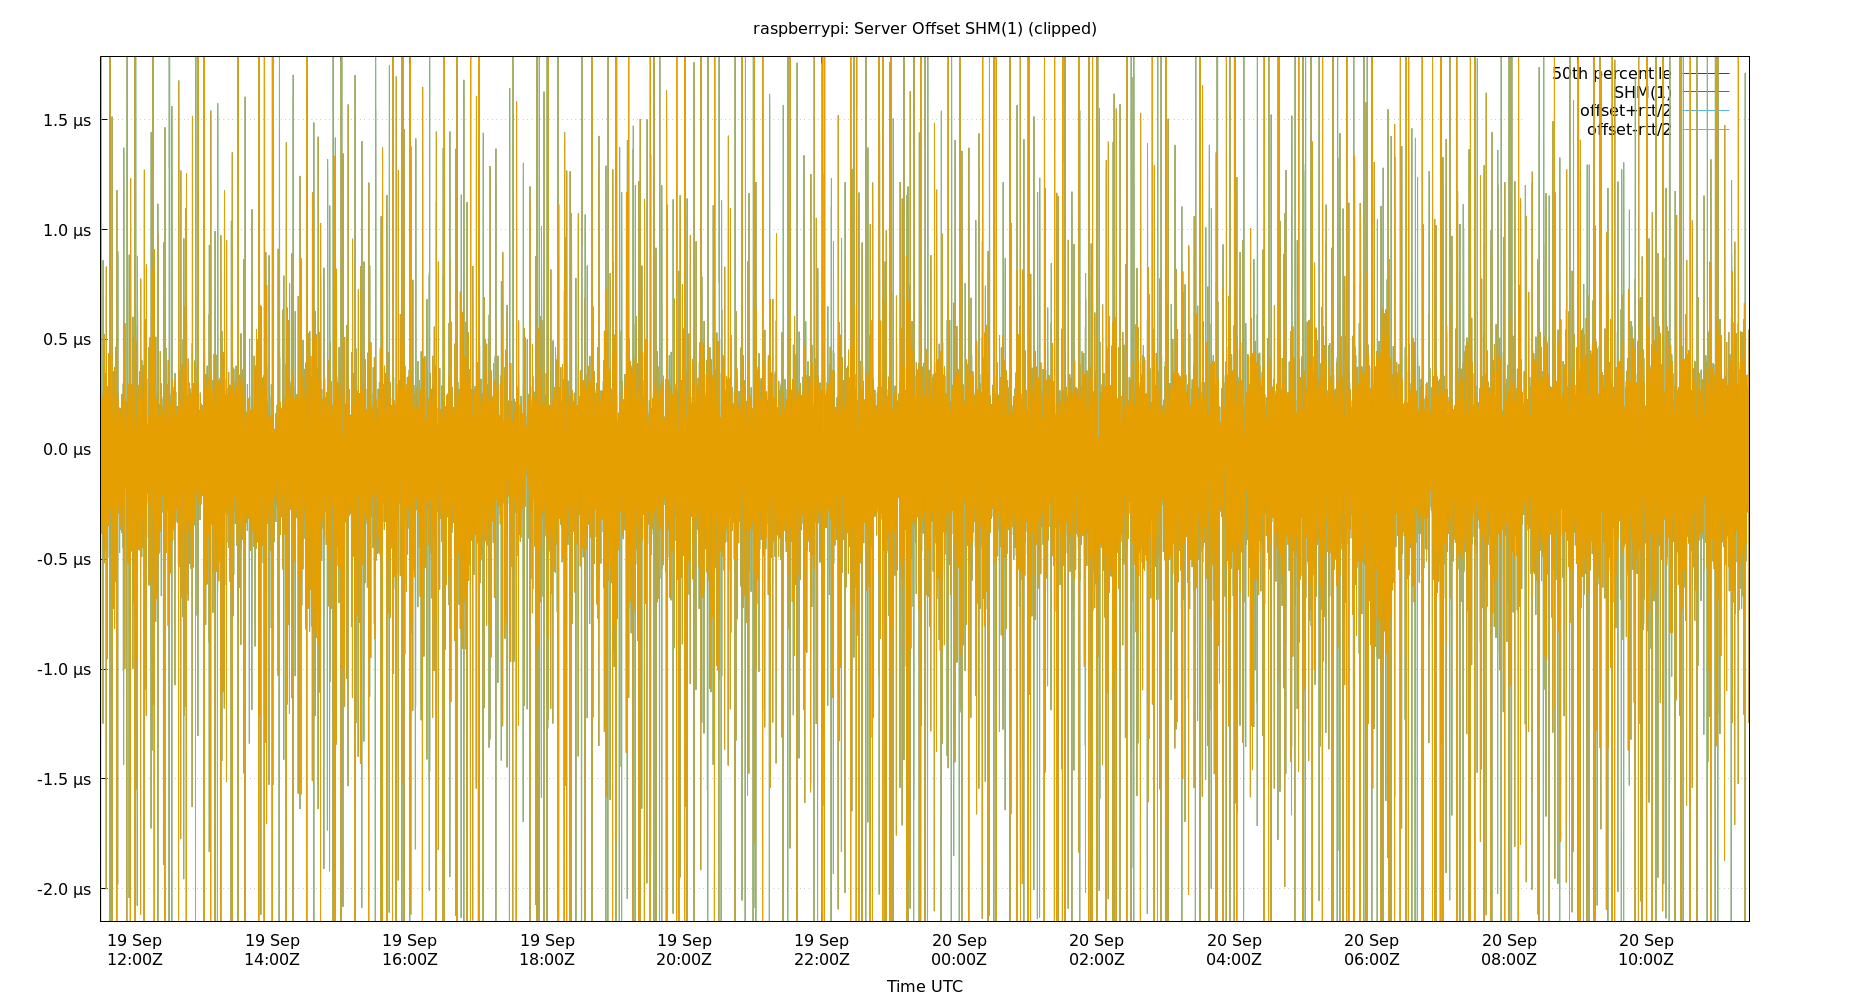 raspberrypi: Server Offset SHM(1) (clipped)
50th percentile
SHM(1)
offset+rtt/2
offset-rtt/2
1.5 µs
1.0 µs
0.5 µs
0.0 µs
-0.5 µs
-1.0 µs
-1.5 µs
-2.0 µs
19 Sep 19 Sep 19 Sep 19 Sep 19 Sep 19 Sep 20 Sep 20 Sep 20 Sep 20 Sep 20 Sep 20 Sep
12:00Z 14:00Z 16:00Z 18:00Z 20:00Z 22:00Z 00:00Z 02:00Z 04:00Z 06:00Z 08:00Z 10:00Z
Time UTC